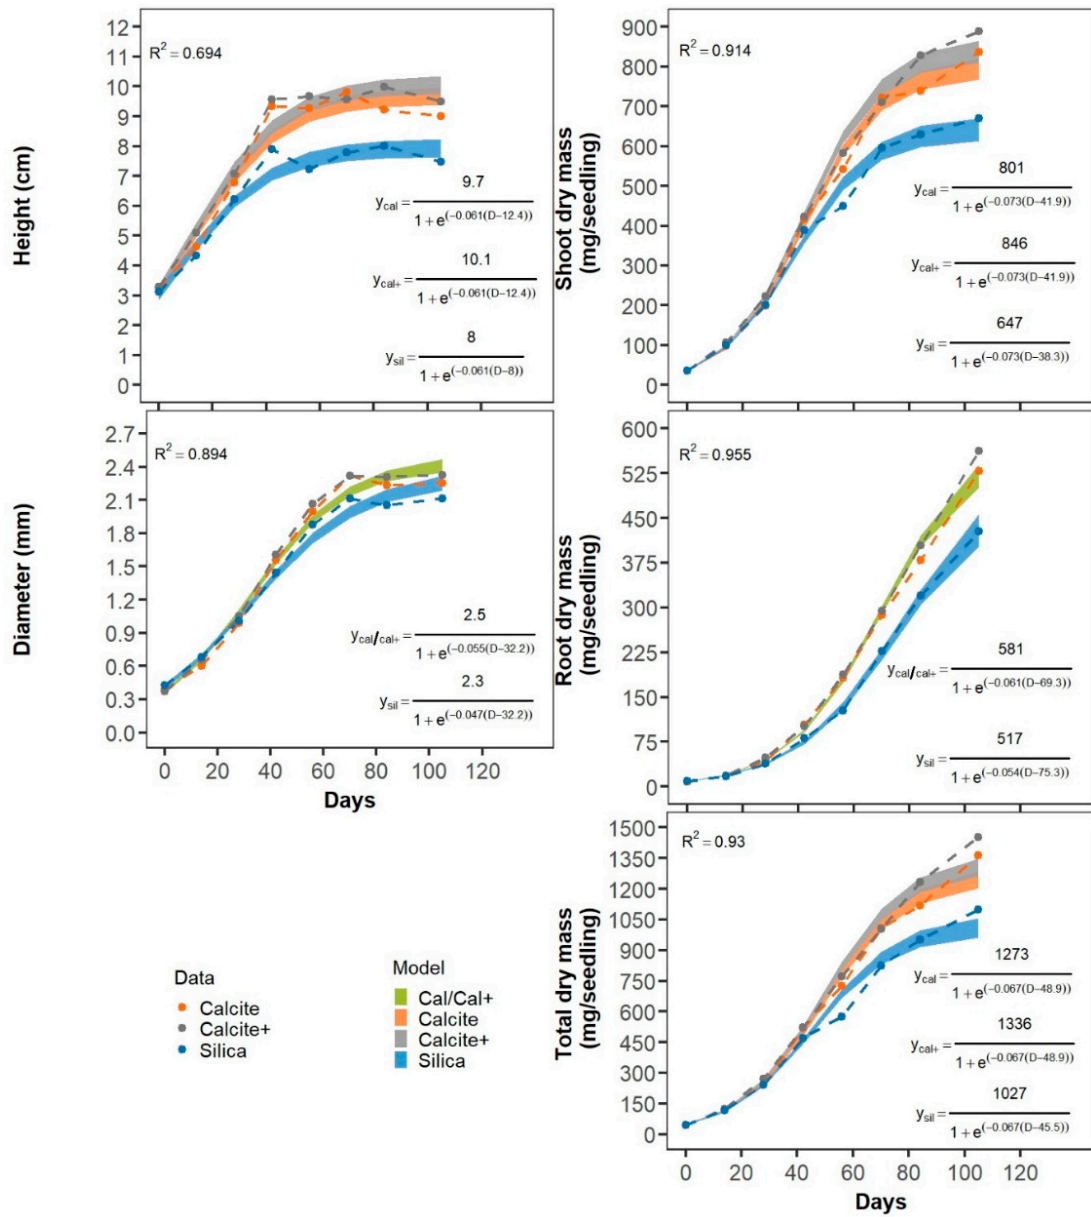 Height (cm)
12
11
10
9
8
7
6
5
4
3
2
1
0
R² = 0.694
y_cal = 9.7 / 1 + e^(−0.061(D−12.4))
y_cal+ = 10.1 / 1 + e^(−0.061(D−12.4))
y_sil = 8 / 1 + e^(−0.061(D−8))
Shoot dry mass
(mg/seedling)
900
800
700
600
500
400
300
200
100
0
R² = 0.914
y_cal = 801 / 1 + e^(−0.073(D−41.9))
y_cal+ = 846 / 1 + e^(−0.073(D−41.9))
y_sil = 647 / 1 + e^(−0.073(D−38.3))
Diameter (mm)
2.7
2.4
2.1
1.8
1.5
1.2
0.9
0.6
0.3
0.0
R² = 0.894
y_cal/cal+ = 2.5 / 1 + e^(−0.055(D−32.2))
y_sil = 2.3 / 1 + e^(−0.047(D−32.2))
0 20 40 60 80 100 120
Days
Root dry mass
(mg/seedling)
600
525
450
375
300
225
150
75
0
R² = 0.955
y_cal/cal+ = 581 / 1 + e^(−0.061(D−69.3))
y_sil = 517 / 1 + e^(−0.054(D−75.3))
Total dry mass
(mg/seedling)
1500
1350
1200
1050
900
750
600
450
300
150
0
R² = 0.93
y_cal = 1273 / 1 + e^(−0.067(D−48.9))
y_cal+ = 1336 / 1 + e^(−0.067(D−48.9))
y_sil = 1027 / 1 + e^(−0.067(D−45.5))
0 20 40 60 80 100 120
Days
Data
Calcite
Calcite+
Silica
Model
Cal/Cal+
Calcite
Calcite+
Silica